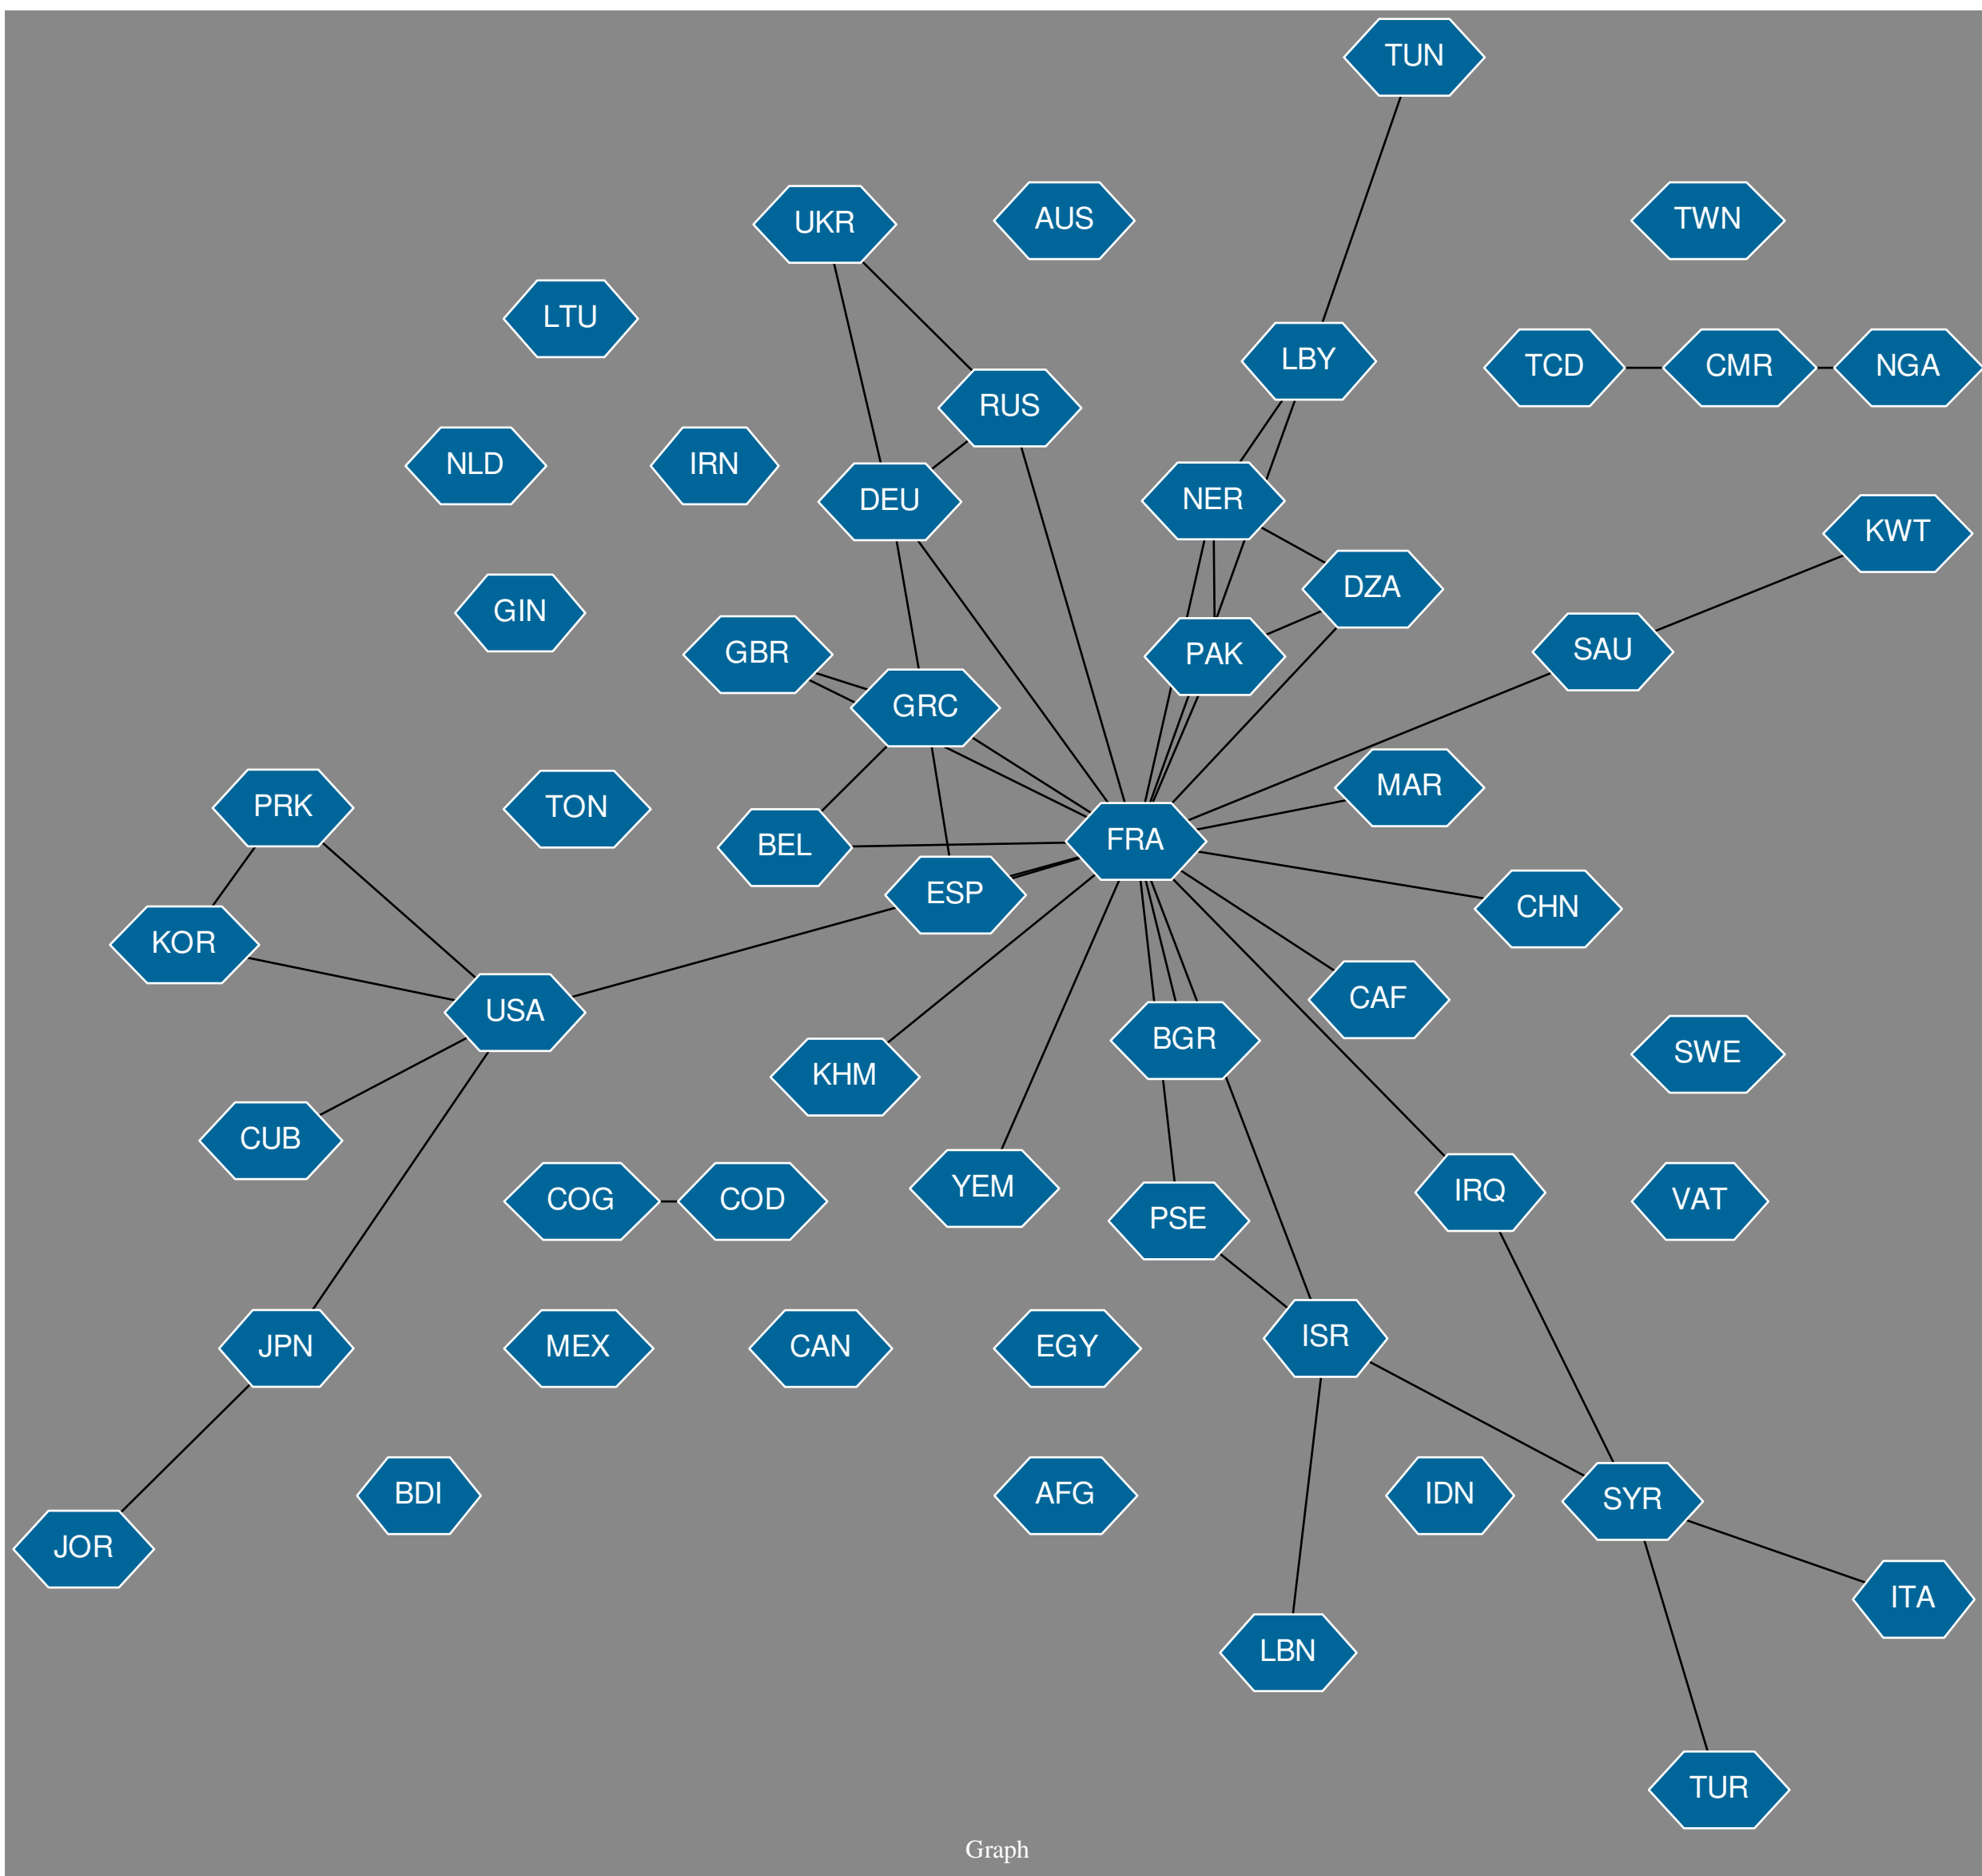 TUN
UKR
AUS
TWN
LTU
LBY
TCD
CMR
NGA
RUS
NLD
IRN
DEU
NER
KWT
DZA
GIN
GBR
PAK
SAU
GRC
MAR
PRK
TON
FRA
BEL
ESP
CHN
KOR
CAF
USA
BGR
SWE
KHM
CUB
YEM
IRQ
COG
COD
VAT
PSE
ISR
JPN
MEX
CAN
EGY
BDI
AFG
IDN
SYR
JOR
ITA
LBN
TUR
Graph